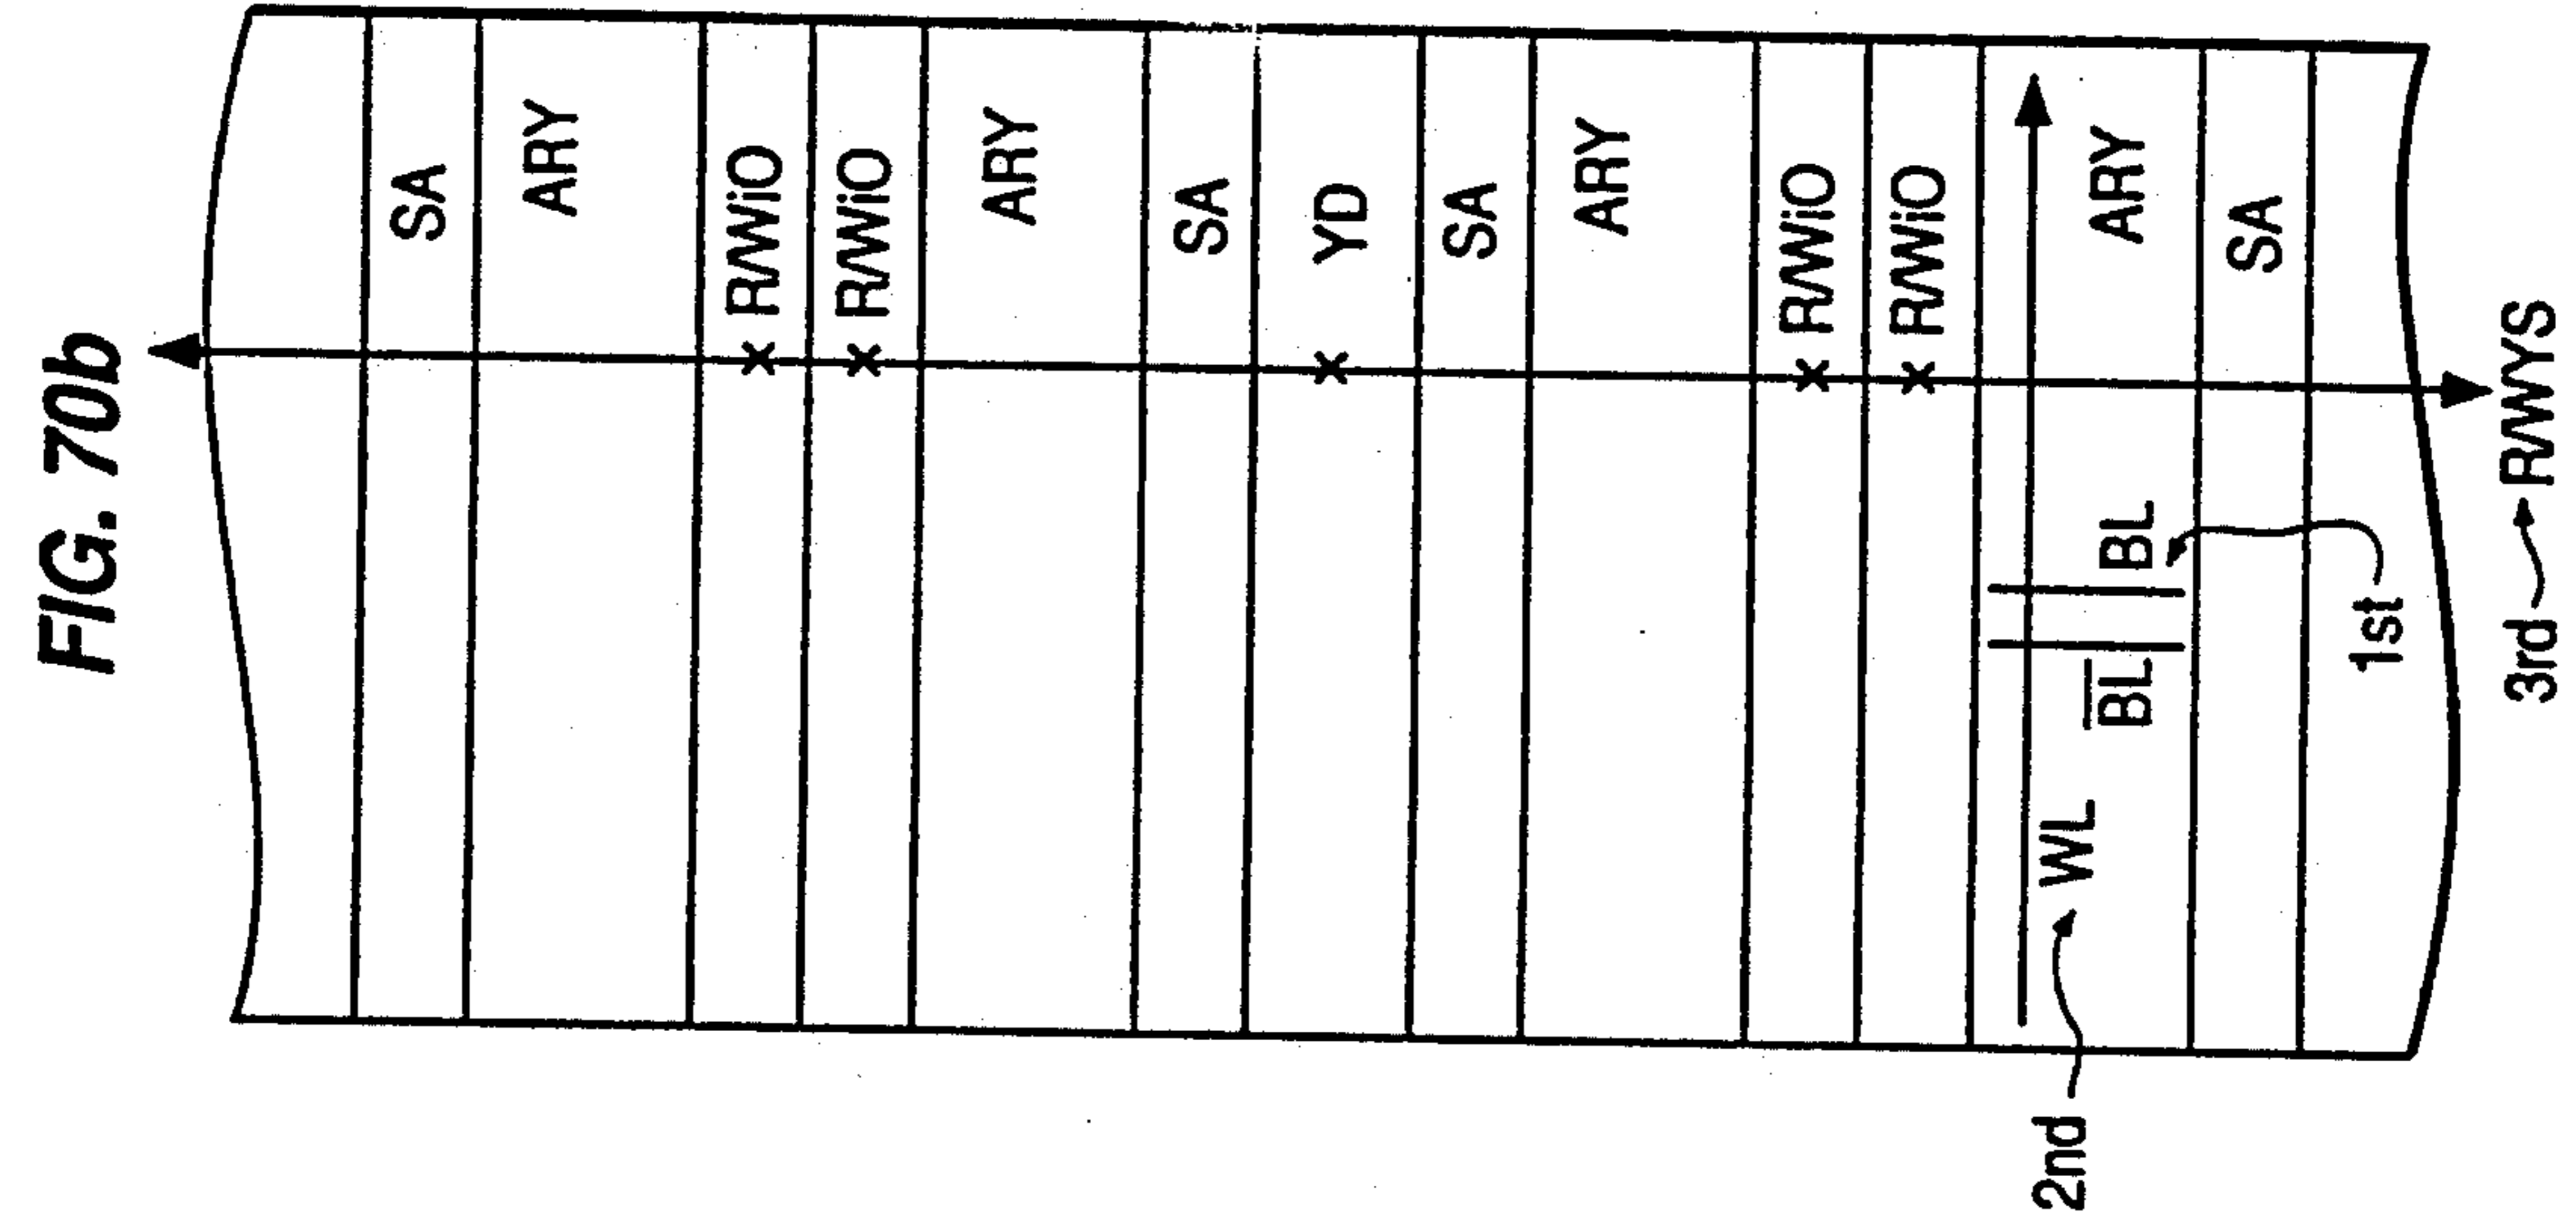 FIG. 70b
SA
ARY
R/WiO
R/WiO
ARY
SA
YD
SA
ARY
R/WiO
R/WiO
2nd
WL
BL
BL
ARY
SA
1st
3rd
R/WYS